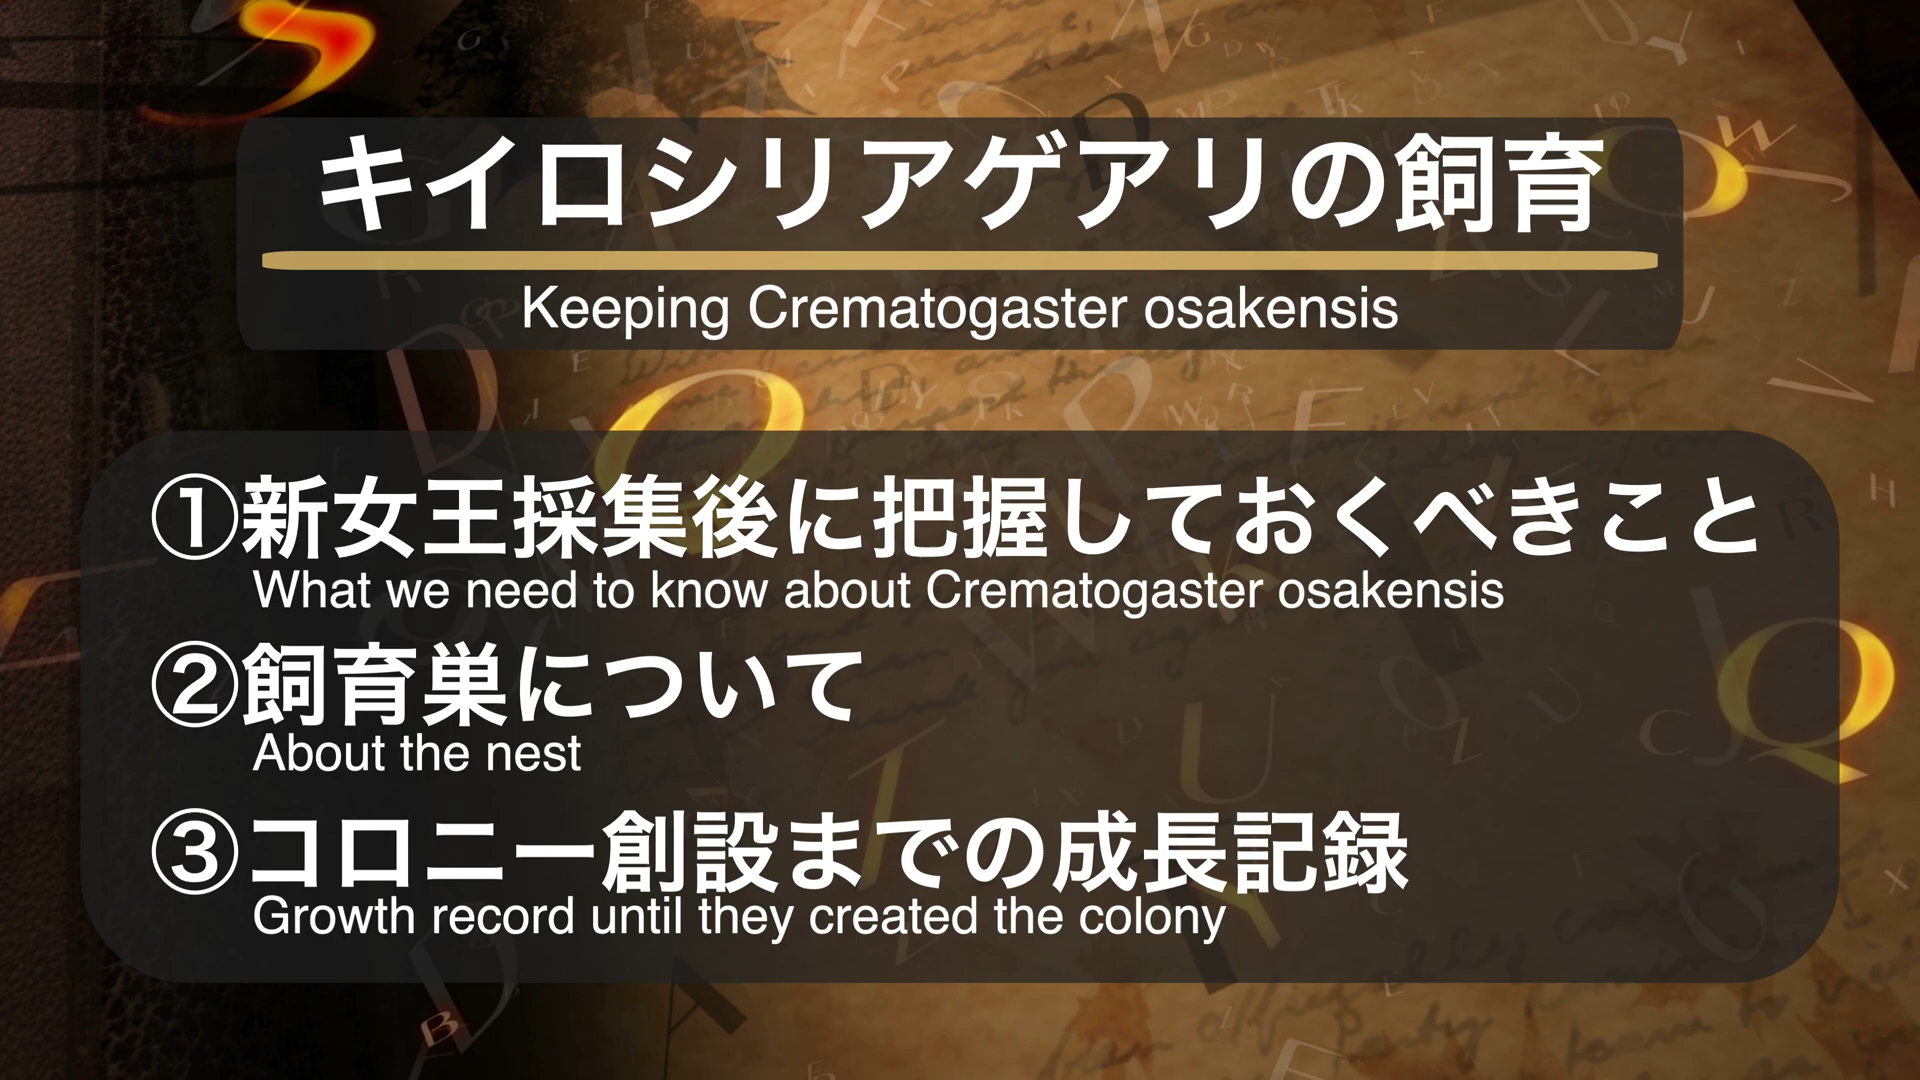 キイロシリアゲアリの飼育
Keeping Crematogaster osakensis
①新女王採集後に把握しておくべきこと
What we need to know about Crematogaster osakensis
②飼育巣について
About the nest
③コロニー創設までの成長記録
Growth record until they created the colony